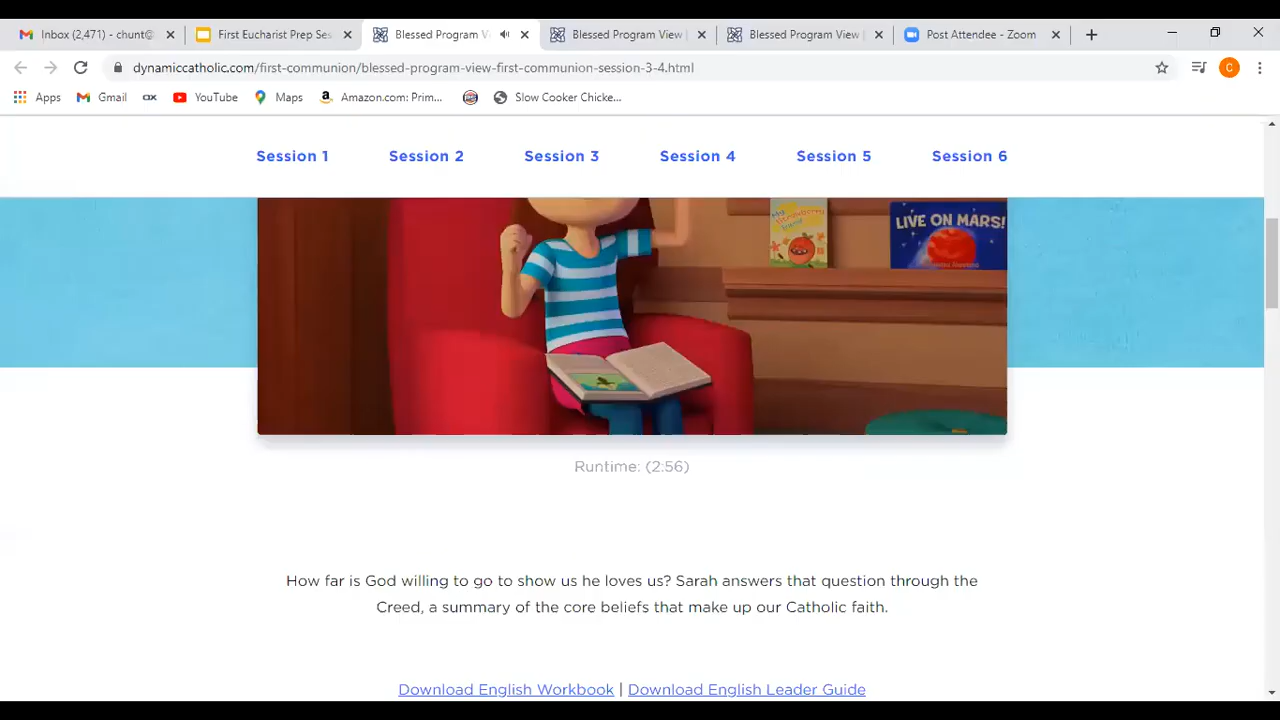 Inbox (2,471) - chunt@
First Eucharist Prep Ses
Blessed Program V
Blessed Program View |
Blessed Program View |
Post Attendee - Zoom
dynamiccatholic.com/first-communion/blessed-program-view-first-communion-session-3-4.html
C
Apps
Gmail
YouTube
Maps
Amazon.com: Prim...
Slow Cooker Chicke...
Session 1
Session 2
Session 3
Session 4
Session 5
Session 6
My
friend
LIVE ON MARS!
Runtime: (2:56)
How far is God willing to go to show us he loves us? Sarah answers that question through the
Creed, a summary of the core beliefs that make up our Catholic faith.
Download English Workbook | Download English Leader Guide